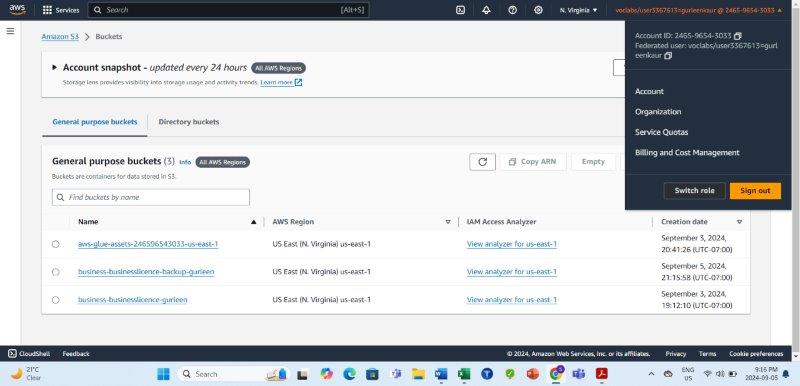 aws
Services
Search
[Alt+S]
N. Virginia
voclabs/user3367613=gurleenkaur @ 2465-9654-3033
Amazon S3 > Buckets
Account ID: 2465-9654-3033
Federated user: voclabs/user3367613=gurl
eenkaur
Account
Organization
Service Quotas
Billing and Cost Management
Switch role
Sign out
Account snapshot - updated every 24 hours
All AWS Regions
Storage lens provides visibility into storage usage and activity trends. Learn more
General purpose buckets
Directory buckets
General purpose buckets (3) Info
All AWS Regions
Copy ARN
Empty
Buckets are containers for data stored in S3.
Find buckets by name
Name
AWS Region
IAM Access Analyzer
Creation date
aws-glue-assets-246596543033-us-east-1
US East (N. Virginia) us-east-1
View analyzer for us-east-1
September 3, 2024,
20:41:26 (UTC-07:00)
business-businesslicence-backup-gurleen
US East (N. Virginia) us-east-1
View analyzer for us-east-1
September 5, 2024,
21:15:58 (UTC-07:00)
business-businesslicence-gurleen
US East (N. Virginia) us-east-1
View analyzer for us-east-1
September 3, 2024,
19:12:10 (UTC-07:00)
CloudShell
Feedback
© 2024, Amazon Web Services, Inc. or its affiliates.
Privacy
Terms
Cookie preferences
21°C
Clear
Search
ENG
US
9:16 PM
2024-09-05